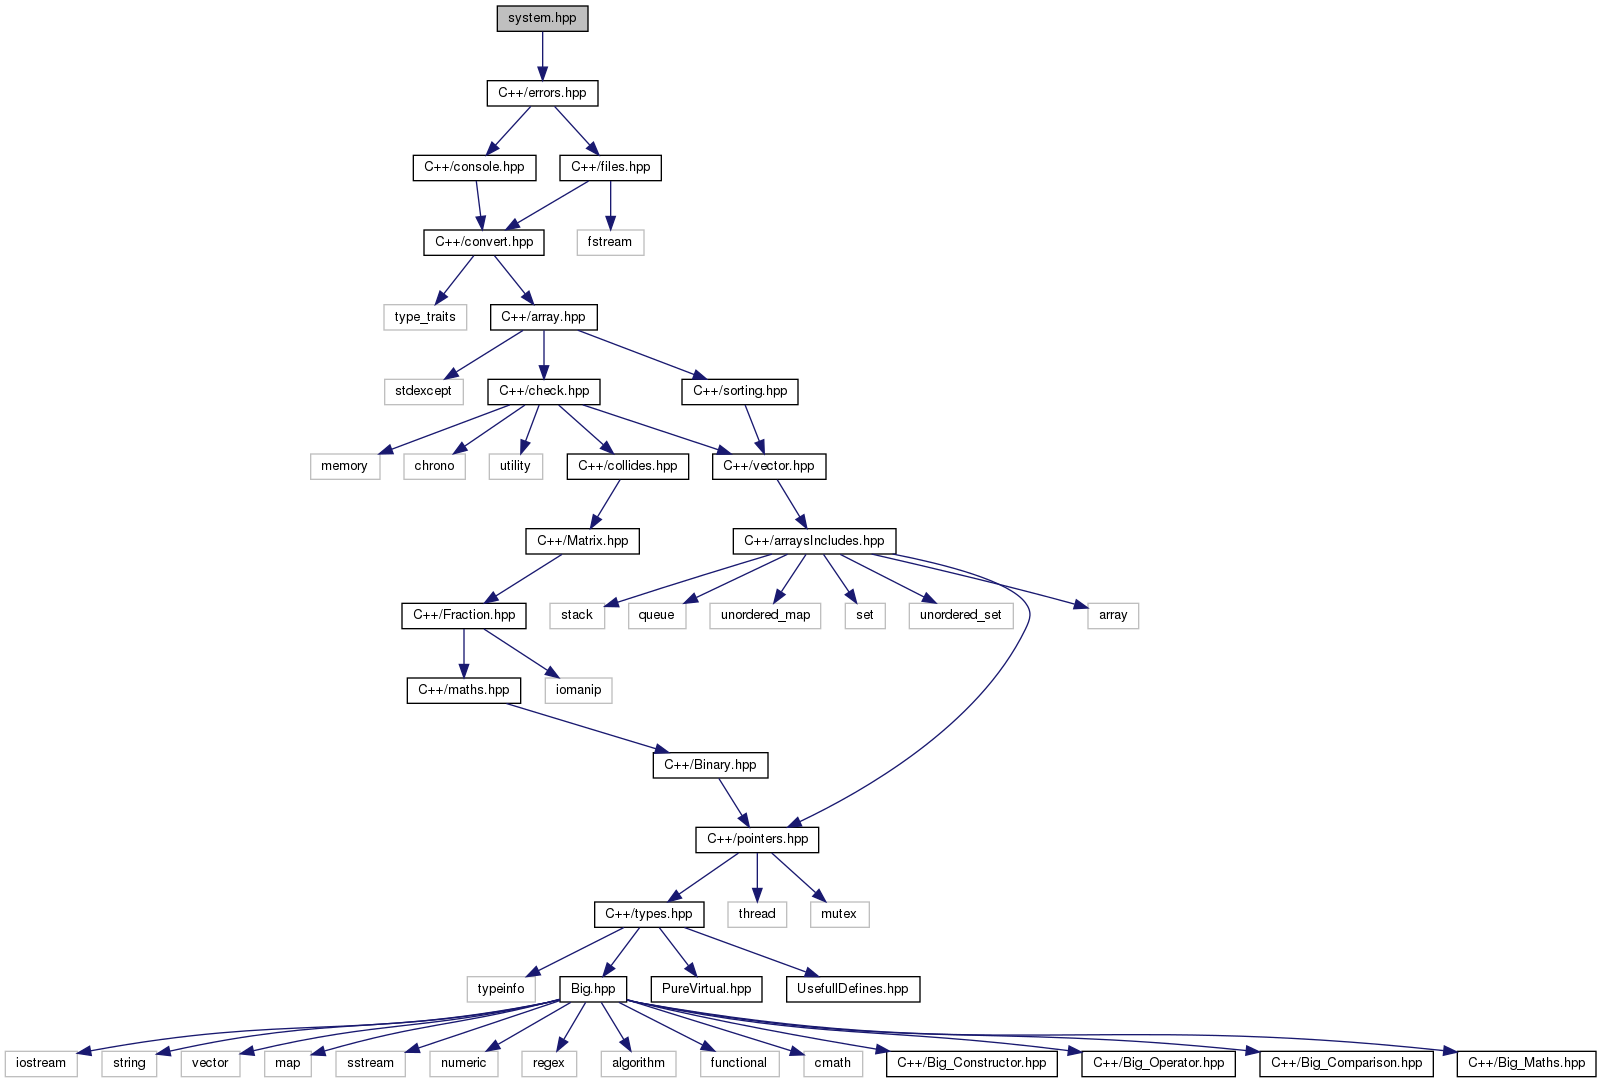 system.hpp
C++/errors.hpp
C++/console.hpp
C++/files.hpp
C++/convert.hpp
fstream
type_traits
C++/array.hpp
stdexcept
C++/check.hpp
C++/sorting.hpp
memory
chrono
utility
C++/collides.hpp
C++/vector.hpp
C++/Matrix.hpp
C++/arraysIncludes.hpp
C++/Fraction.hpp
stack
queue
unordered_map
set
unordered_set
array
C++/maths.hpp
iomanip
C++/Binary.hpp
C++/pointers.hpp
C++/types.hpp
thread
mutex
typeinfo
Big.hpp
PureVirtual.hpp
UsefullDefines.hpp
iostream
string
vector
map
sstream
numeric
regex
algorithm
functional
cmath
C++/Big_Constructor.hpp
C++/Big_Operator.hpp
C++/Big_Comparison.hpp
C++/Big_Maths.hpp